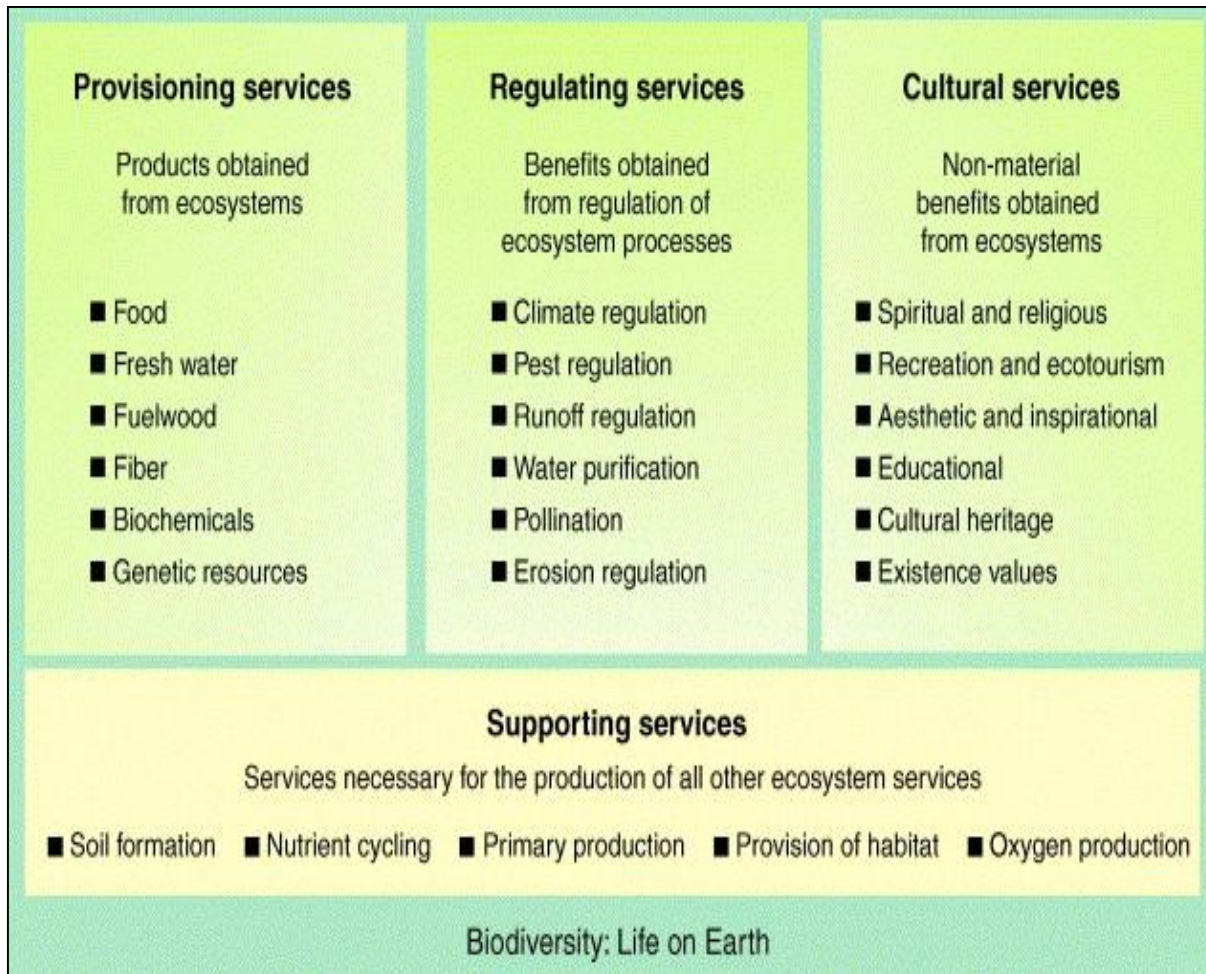 Provisioning services
Products obtained
from ecosystems
■ Food
■ Fresh water
■ Fuelwood
■ Fiber
■ Biochemicals
■ Genetic resources
Regulating services
Benefits obtained
from regulation of
ecosystem processes
■ Climate regulation
■ Pest regulation
■ Runoff regulation
■ Water purification
■ Pollination
■ Erosion regulation
Cultural services
Non-material
benefits obtained
from ecosystems
■ Spiritual and religious
■ Recreation and ecotourism
■ Aesthetic and inspirational
■ Educational
■ Cultural heritage
■ Existence values
Supporting services
Services necessary for the production of all other ecosystem services
■ Soil formation ■ Nutrient cycling ■ Primary production ■ Provision of habitat ■ Oxygen production
Biodiversity: Life on Earth